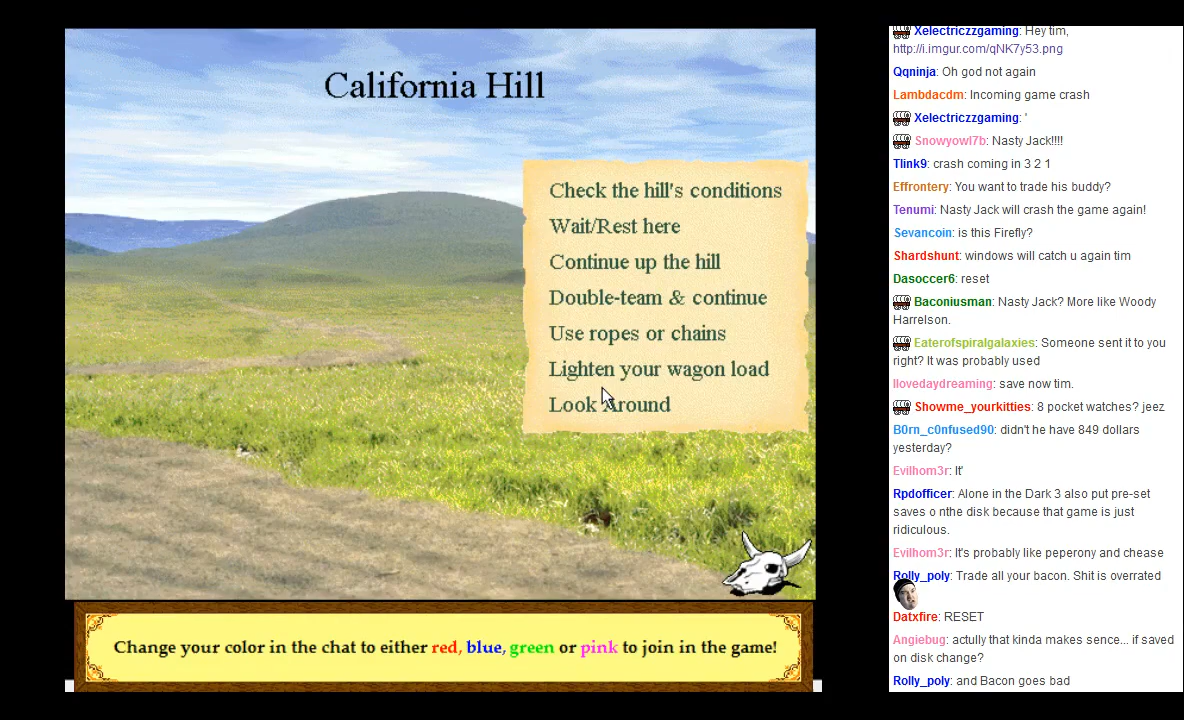 California Hill
Check the hill's conditions
Wait/Rest here
Continue up the hill
Double-team & continue
Use ropes or chains
Lighten your wagon load
Look Around
Change your color in the chat to either red, blue, green or pink to join in the game!
Xelectriczzgaming: Hey tim,
http://i.imgur.com/qNK7y53.png
Qqninja: Oh god not again
Lambdacdm: Incoming game crash
Xelectriczzgaming: '
Snowyowl7b: Nasty Jack!!!!
Tlink9: crash coming in 3 2 1
Effrontery: You want to trade his buddy?
Tenumi: Nasty Jack will crash the game again!
Sevancoin: is this Firefly?
Shardshunt: windows will catch u again tim
Dasoccer6: reset
Baconiusman: Nasty Jack? More like Woody
Harrelson.
Eaterofspiralgalaxies: Someone sent it to you
right? It was probably used
Ilovedaydreaming: save now tim.
Showme_yourkitties: 8 pocket watches? jeez
B0rn_c0nfused90: didn't he have 849 dollars
yesterday?
Evilhom3r: It'
Rpdofficer: Alone in the Dark 3 also put pre-set
saves o nthe disk because that game is just
ridiculous.
Evilhom3r: It's probably like peperony and chease
Rolly_poly: Trade all your bacon. Shit is overrated
Datxfire: RESET
Angiebug: actully that kinda makes sence... if saved
on disk change?
Rolly_poly: and Bacon goes bad